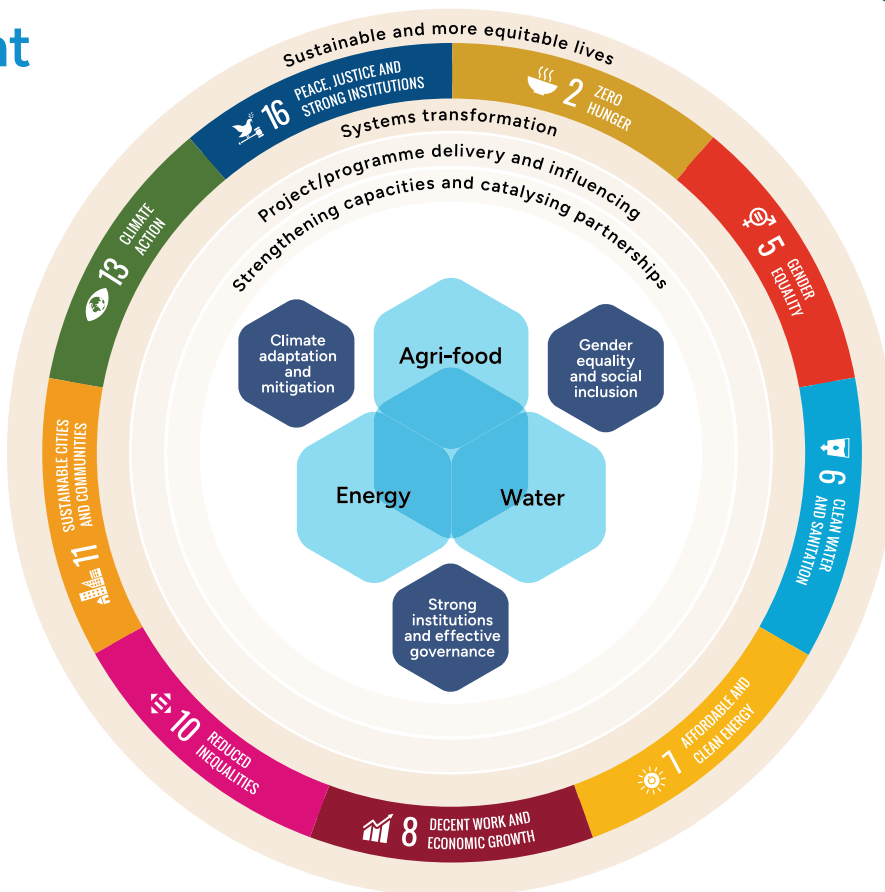 nt
Sustainable and more equitable lives
16
PEACE, JUSTICE AND
STRONG INSTITUTIONS
2
ZERO
HUNGER
Systems transformation
Project/programme delivery and influencing
Strengthening capacities and catalysing partnerships
13
CLIMATE
ACTION
5
GENDER
EQUALITY
Climate
adaptation
and
mitigation
Agri-food
Gender
equality
and social
inclusion
Energy
Water
11
SUSTAINABLE CITIES
AND COMMUNITIES
6
CLEAN WATER
AND SANITATION
Strong
institutions
and effective
governance
10
REDUCED
INEQUALITIES
7
AFFORDABLE AND
CLEAN ENERGY
8
DECENT WORK AND
ECONOMIC GROWTH